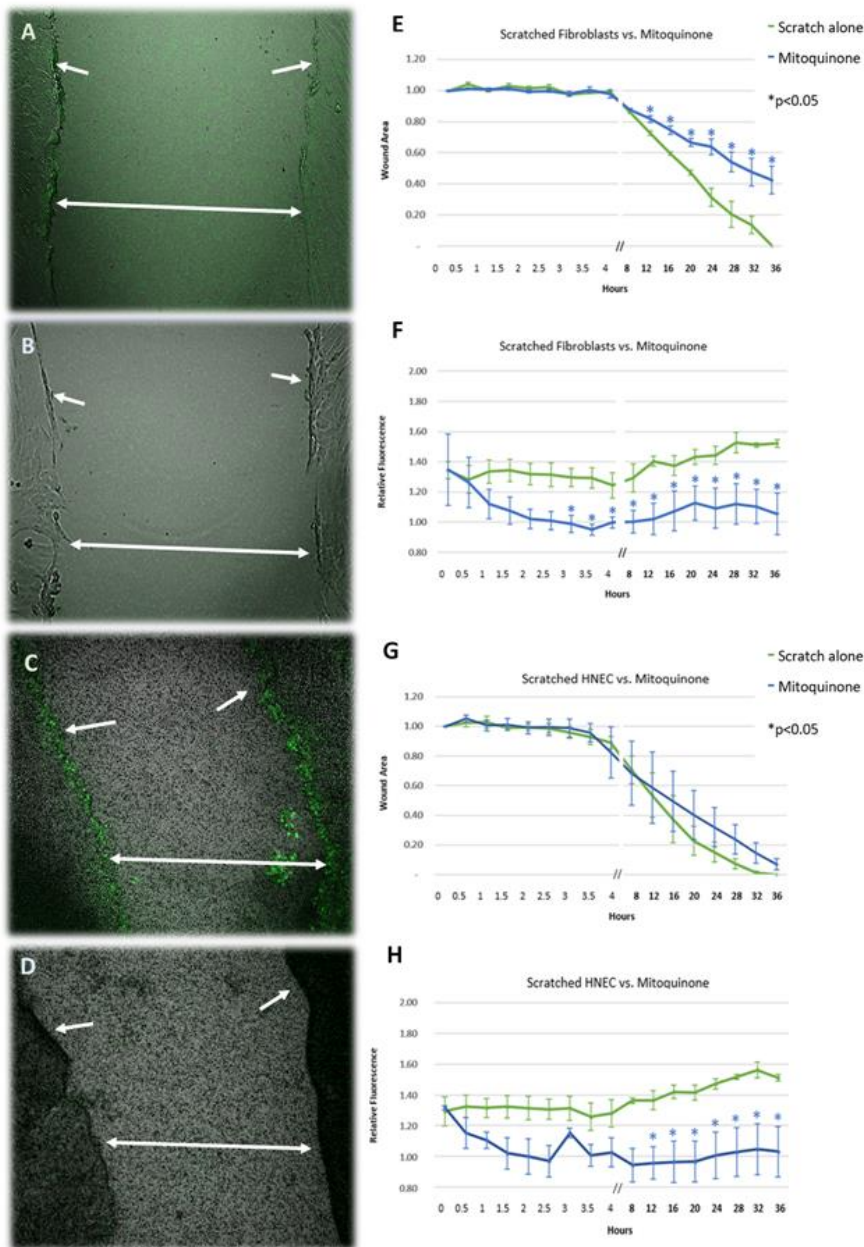 A
B
C
D
E
Scratched Fibroblasts vs. Mitoquinone
Scratch alone
Mitoquinone
*p<0.05
Wound Area
1.20
1.00
0.80
0.60
0.40
0.20
-
0 0.5 1 1.5 2 2.5 3 3.5 4 // 8 12 16 20 24 28 32 36
Hours
F
Scratched Fibroblasts vs. Mitoquinone
Relative Fluorescence
2.00
1.80
1.60
1.40
1.20
1.00
0.80
0 0.5 1 1.5 2 2.5 3 3.5 4 // 8 12 16 20 24 28 32 36
Hours
G
Scratched HNEC vs. Mitoquinone
Scratch alone
Mitoquinone
*p<0.05
Wound Area
1.20
1.00
0.80
0.60
0.40
0.20
-
0 0.5 1 1.5 2 2.5 3 3.5 4 // 8 12 16 20 24 28 32 36
Hours
H
Scratched HNEC vs. Mitoquinone
Relative Fluorescence
2.00
1.80
1.60
1.40
1.20
1.00
0.80
0 0.5 1 1.5 2 2.5 3 3.5 4 // 8 12 16 20 24 28 32 36
Hours